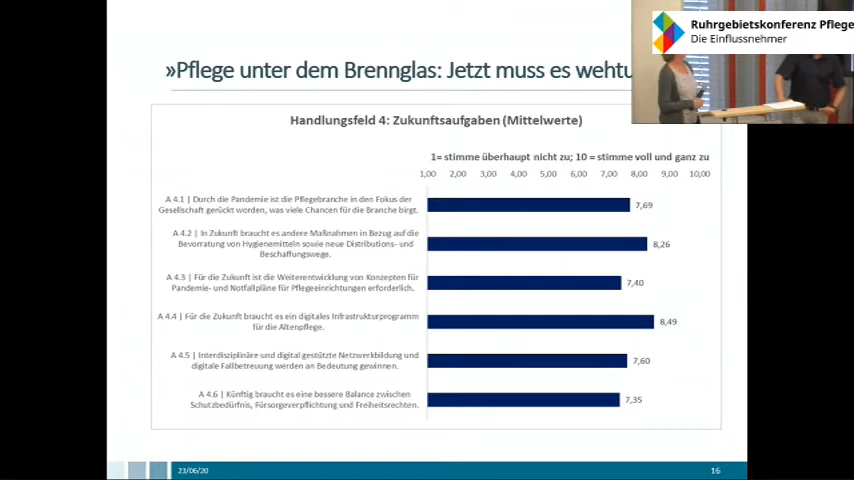 Ruhrgebietskonferenz Pflege
Die Einflussnehmer
»Pflege unter dem Brennglas: Jetzt muss es wehtu
Handlungsfeld 4: Zukunftsaufgaben (Mittelwerte)
1= stimme überhaupt nicht zu; 10 = stimme voll und ganz zu
1,00 2,00 3,00 4,00 5,00 6,00 7,00 8,00 9,00 10,00
A 4.1 | Durch die Pandemie ist die Pflegebranche in den Fokus der
Gesellschaft gerückt worden, was viele Chancen für die Branche birgt.
7,69
A 4.2 | In Zukunft braucht es andere Maßnahmen in Bezug auf die
Bevorratung von Hygienemitteln sowie neue Distributions- und
Beschaffungswege.
8,26
A 4.3 | Für die Zukunft ist die Weiterentwicklung von Konzepten für
Pandemie- und Notfallpläne für Pflegeeinrichtungen erforderlich.
7,40
A 4.4 | Für die Zukunft braucht es ein digitales Infrastrukturprogramm
für die Altenpflege.
8,49
A 4.5 | Interdisziplinäre und digital gestützte Netzwerkbildung und
digitale Fallbetreuung werden an Bedeutung gewinnen.
7,60
A 4.6 | Künftig braucht es eine bessere Balance zwischen
Schutzbedürfnis, Fürsorgeverpflichtung und Freiheitsrechten.
7,35
23/06/20
16